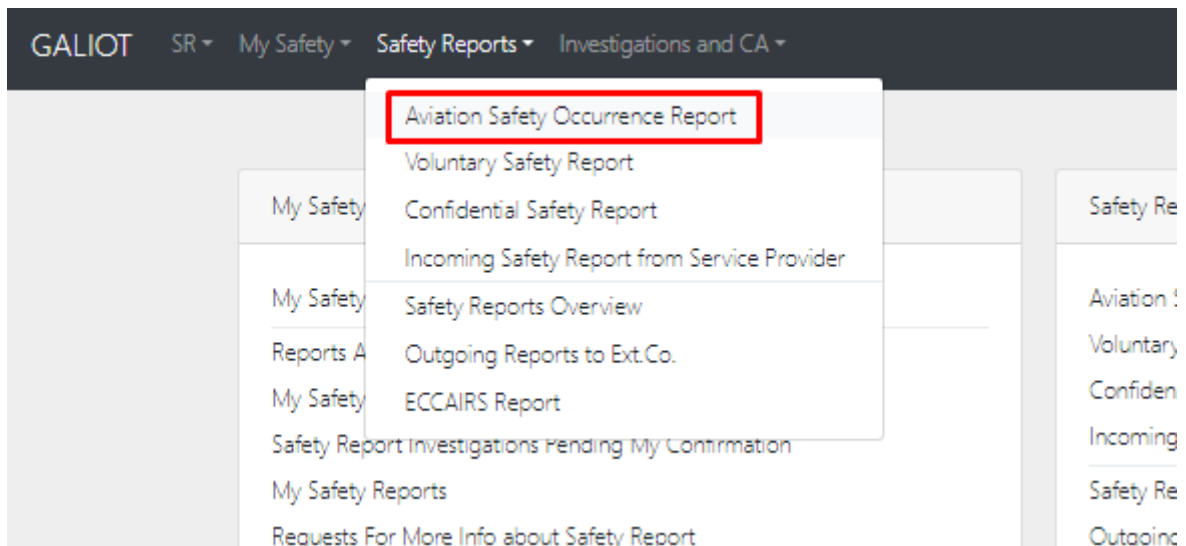 GALIOT SR My Safety Safety Reports Investigations and CA
Aviation Safety Occurrence Report
Voluntary Safety Report
Confidential Safety Report
Incoming Safety Report from Service Provider
Safety Reports Overview
Outgoing Reports to Ext.Co.
ECCAIRS Report
My Safety
My Safety
Reports A
My Safety
Safety Report Investigations Pending My Confirmation
My Safety Reports
Requests For More Info about Safety Report
Safety Re
Aviation S
Voluntary
Confiden
Incoming
Safety Re
Outgoing